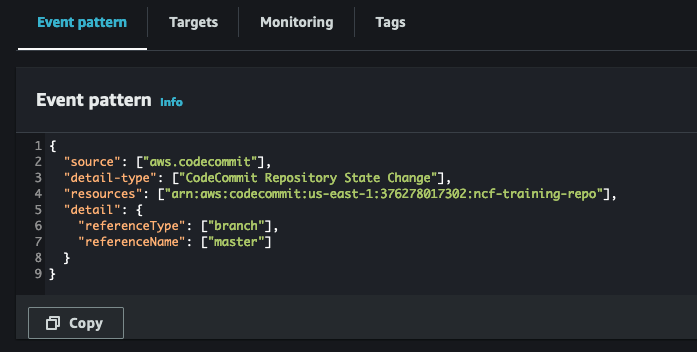 Event pattern Targets Monitoring Tags
Event pattern Info
1 {
2 "source": ["aws.codecommit"],
3 "detail-type": ["CodeCommit Repository State Change"],
4 "resources": ["arn:aws:codecommit:us-east-1:376278017302:ncf-training-repo"],
5 "detail": {
6 "referenceType": ["branch"],
7 "referenceName": ["master"]
8 }
9 }
Copy